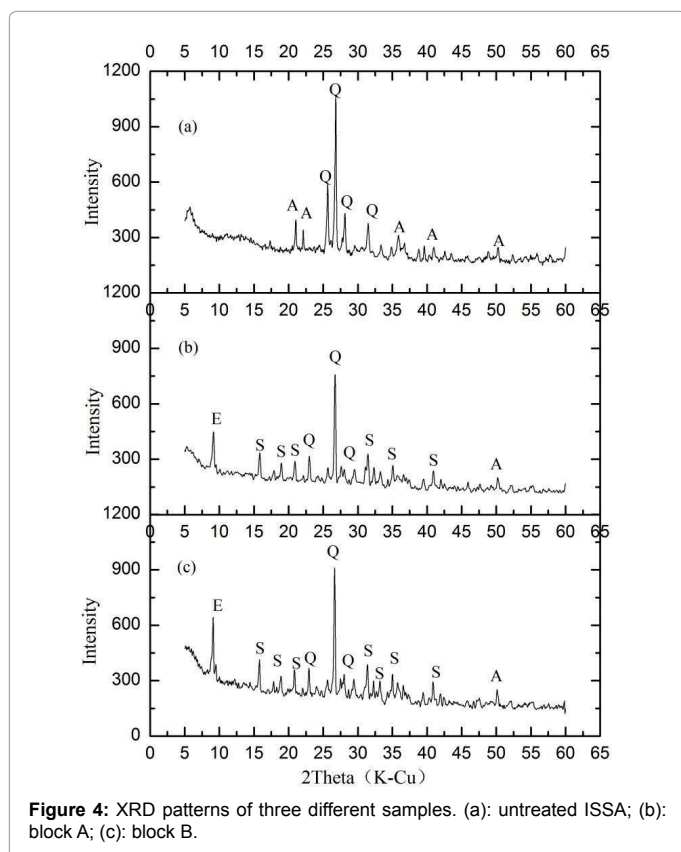 0 5 10 15 20 25 30 35 40 45 50 55 60 65
1200
Q
(a)
900
Intensity
600
Q
A
Q
A
Q
A
A
A
300
1200
0 5 10 15 20 25 30 35 40 45 50 55 60 65
900
(b)
Q
Intensity
600
E
S
S
S
Q
Q
S
S
S
A
300
1200
0 5 10 15 20 25 30 35 40 45 50 55 60 65
Q
900
(c)
Intensity
E
600
S
S
S
Q
Q
S
S
S
S
A
300
0
0 5 10 15 20 25 30 35 40 45 50 55 60 65
2Theta（K-Cu）
Figure 4: XRD patterns of three different samples. (a): untreated ISSA; (b):
block A; (c): block B.